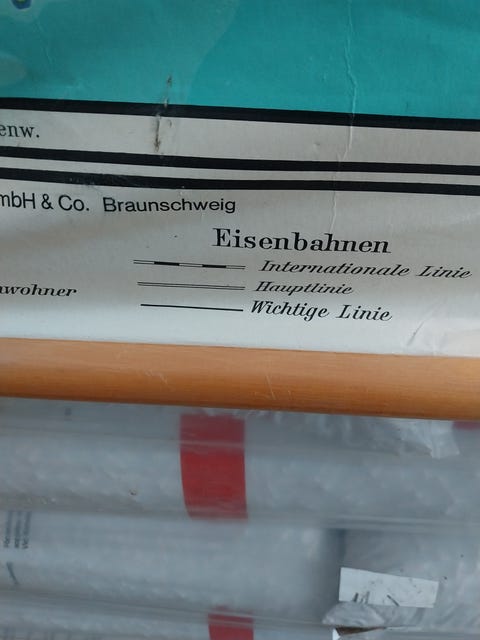 enw.
mbH & Co. Braunschweig
Eisenbahnen
Internationale Linie
nwohner
Hauptlinie
Wichtige Linie